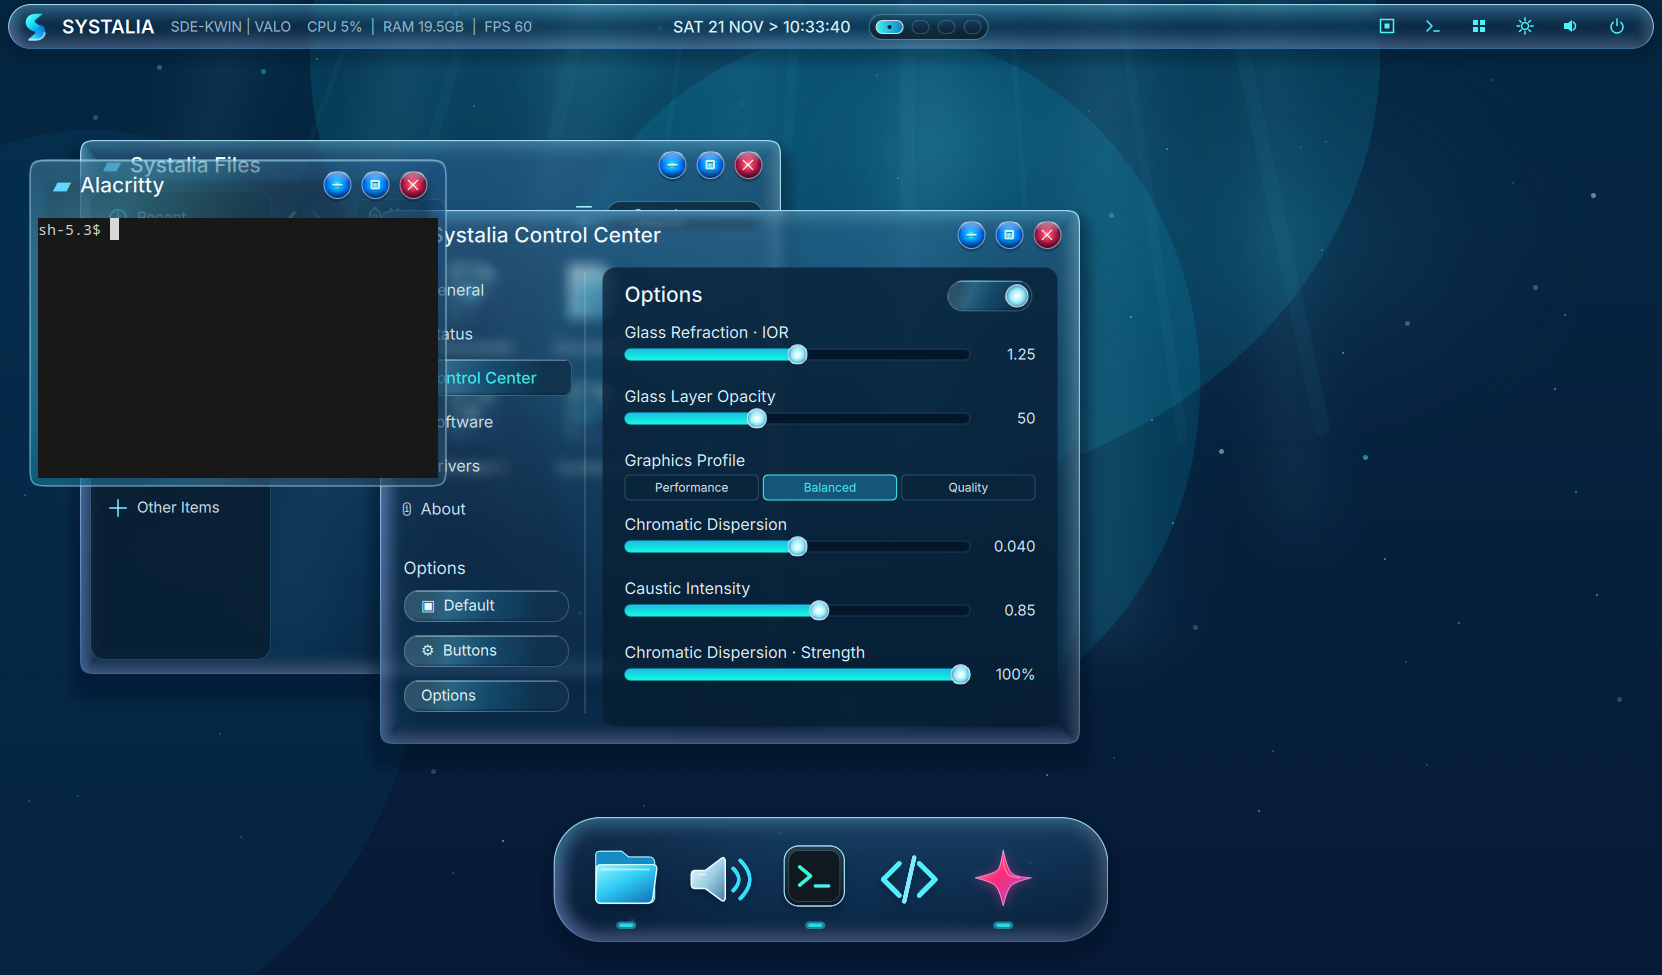 SYSTALIA SDE-KWIN | VALO CPU 5% | RAM 19.5GB | FPS 60 SAT 21 NOV > 10:33:40
Systalia Files
Alacritty
Recent
sh-5.3$
Systalia Control Center
eneral
tatus
ontrol Center
oftware
rivers
About
Other Items
Options
Default
Buttons
Options
Options
Glass Refraction · IOR
1.25
Glass Layer Opacity
50
Graphics Profile
Performance Balanced Quality
Chromatic Dispersion
0.040
Caustic Intensity
0.85
Chromatic Dispersion · Strength
100%